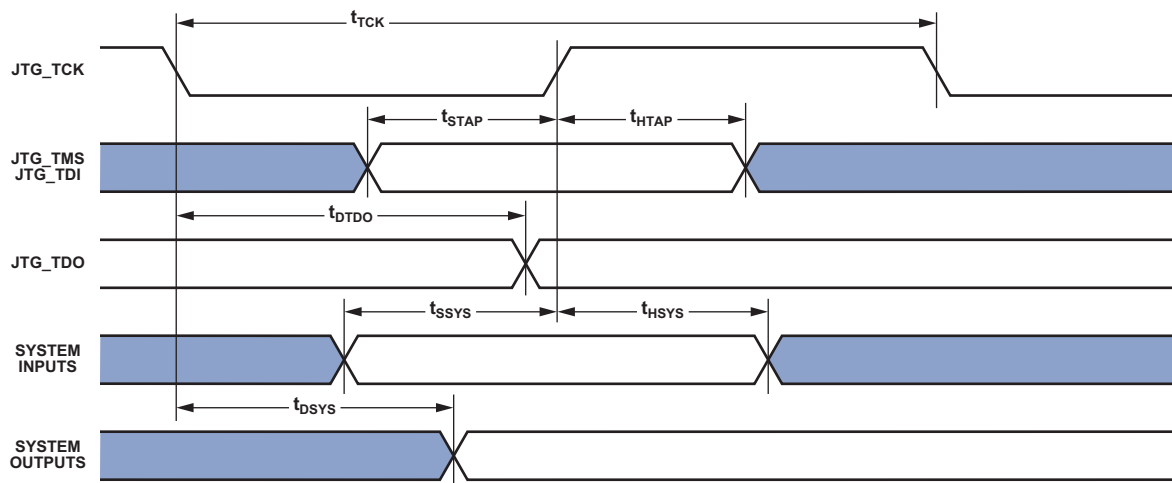 tTCK
JTG_TCK
tSTAP
tHTAP
JTG_TMS
JTG_TDI
tDTDO
JTG_TDO
tSSYS
tHSYS
SYSTEM
INPUTS
tDSYS
SYSTEM
OUTPUTS